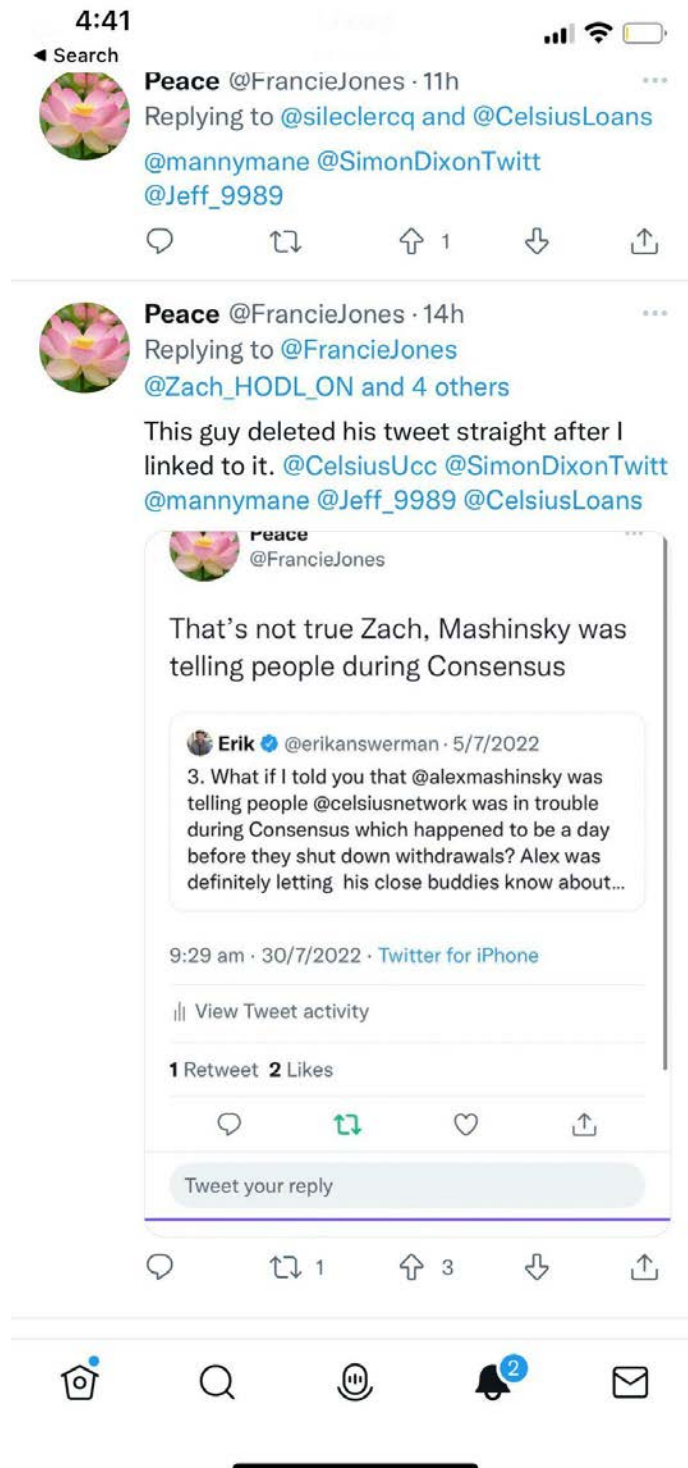 4:41
◀ Search
Peace @FrancieJones · 11h
Replying to @sileclercq and @CelsiusLoans
@mannymane @SimonDixonTwitt
@Jeff_9989
1
Peace @FrancieJones · 14h
Replying to @FrancieJones
@Zach_HODL_ON and 4 others
This guy deleted his tweet straight after I
linked to it. @CelsiusUcc @SimonDixonTwitt
@mannymane @Jeff_9989 @CelsiusLoans
Peace
@FrancieJones
That's not true Zach, Mashinsky was
telling people during Consensus
Erik @erikanswerman · 5/7/2022
3. What if I told you that @alexmashinsky was
telling people @celsiusnetwork was in trouble
during Consensus which happened to be a day
before they shut down withdrawals? Alex was
definitely letting his close buddies know about...
9:29 am · 30/7/2022 · Twitter for iPhone
View Tweet activity
1 Retweet 2 Likes
Tweet your reply
1 3
2